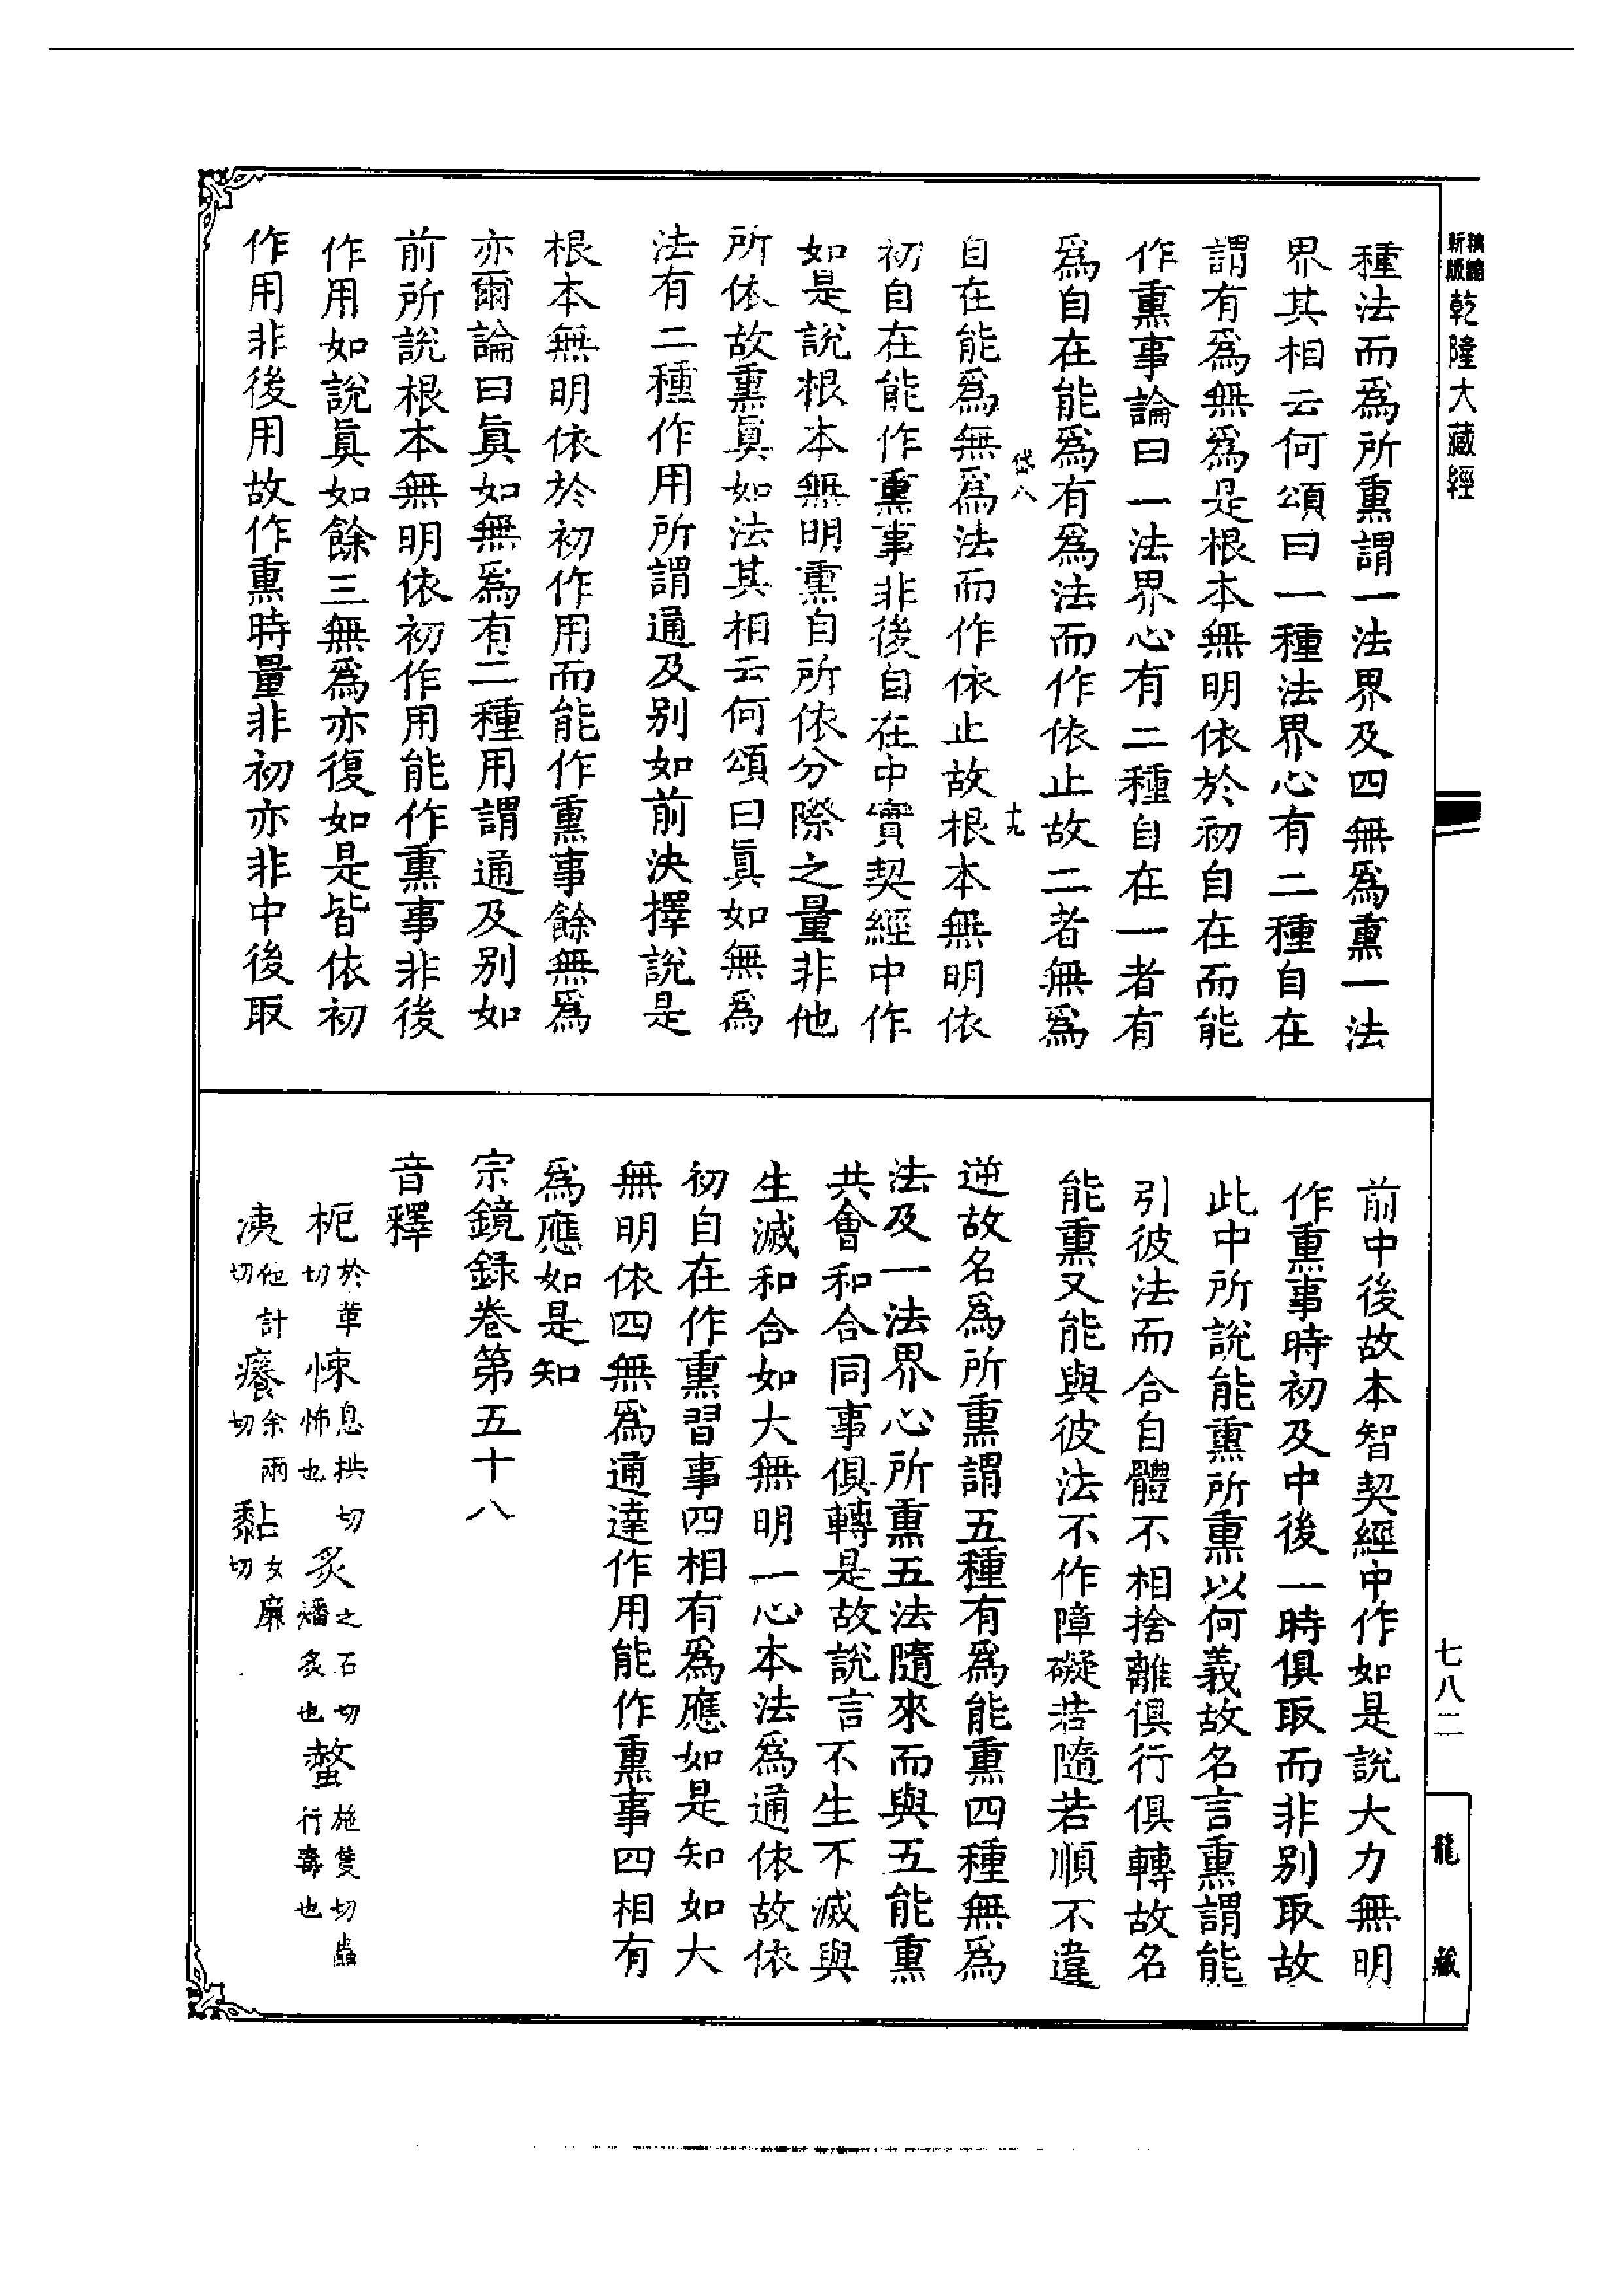 新版精縮乾隆大藏經
種法而爲所熏謂一法界及四無爲熏一法
界其相云何頌曰一種法界心有二種自在
謂有爲無爲是根本無明依於初自在而能
作熏事論曰一法界心有二種自在一者有
爲自在能爲有爲法而作依止故二者無爲
岱八
十九
自在能爲無爲法而作依止故根本無明依
初自在能作熏事非後自在中實契經中作
如是說根本無明熏自所依分際之量非他
所依故熏眞如法其相云何頌曰眞如無爲
法有二種作用所謂通及別如前決擇說是
根本無明依於初作用而能作熏事餘無爲
亦爾論曰眞如無爲有二種用謂通及別如
前所說根本無明依初作用能作熏事非後
作用如說眞如餘三無爲亦復如是皆依初
作用非後用故作熏時量非初亦非中後取
前中後故本智契經中作如是說大力無明
作熏事時初及中後一時俱取而非別取故
此中所說能熏所熏以何義故名言熏謂能
引彼法而合自體不相捨離俱行俱轉故名
能熏又能與彼法不作障礙若隨若順不違
逆故名爲所熏謂五種有爲能熏四種無爲
法及一法界心所熏五法隨來而與五能熏
共會和合同事俱轉是故說言不生不滅與
生滅和合如大無明一心本法爲通依故依
初自在作熏習事四相有爲應如是知如大
無明依四無爲通達作用能作熏事四相有
爲應如是知
宗鏡錄卷第五十八
音釋
枙於革切悚息拱切怖也炙之石切燔炙也螫施隻切蟲行毒也
洟他計切癢余兩切黏女廉切
七八二
龍藏